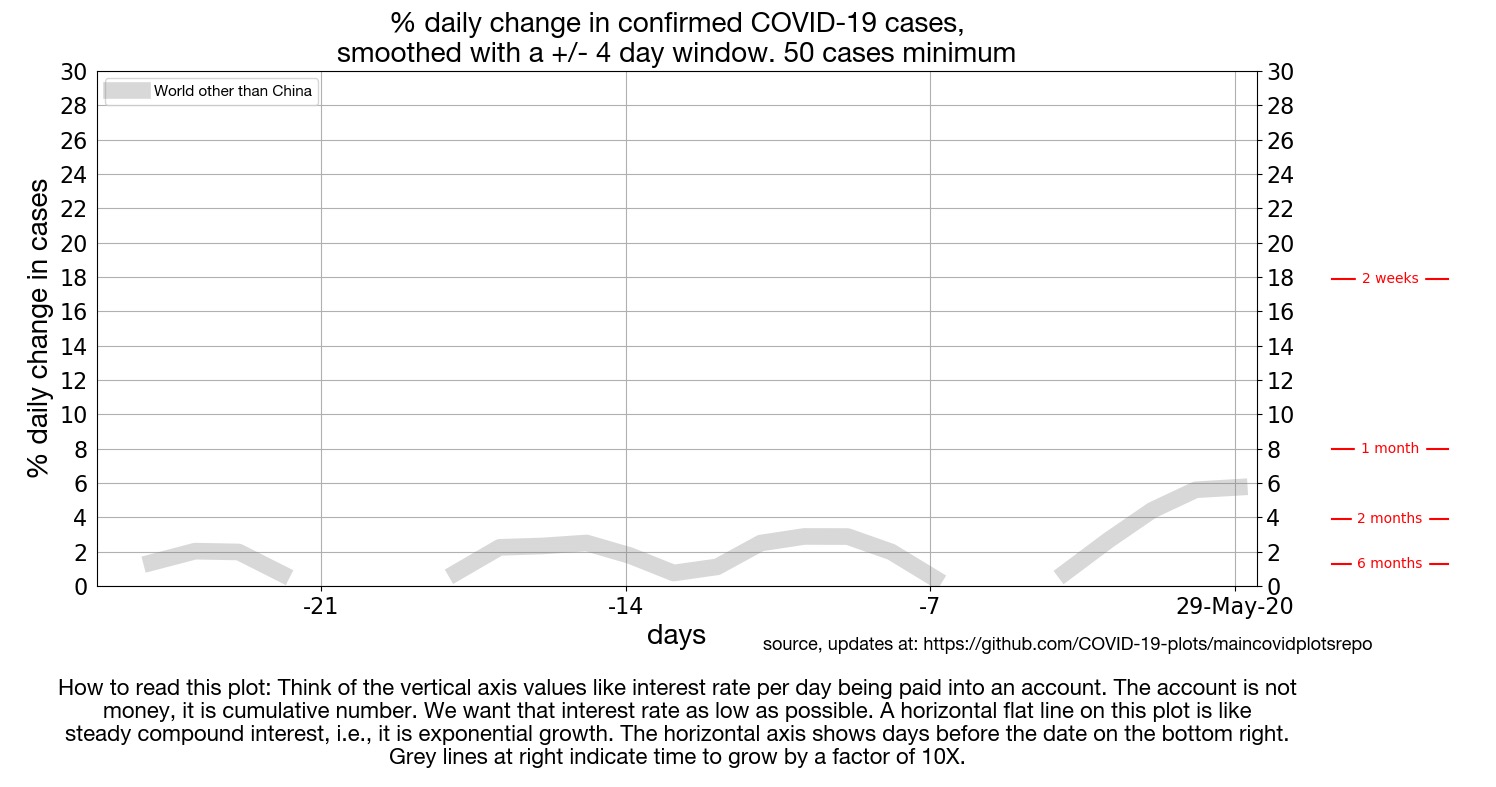 % daily change in confirmed COVID-19 cases,
smoothed with a +/- 4 day window. 50 cases minimum
World other than China
% daily change in cases
30
28
26
24
22
20
18
16
14
12
10
8
6
4
2
0
30
28
26
24
22
20
18
16
14
12
10
8
6
4
2
0
2 weeks
1 month
2 months
6 months
-21
-14
-7
29-May-20
days
source, updates at: https://github.com/COVID-19-plots/maincovidplotsrepo
How to read this plot: Think of the vertical axis values like interest rate per day being paid into an account. The account is not
money, it is cumulative number. We want that interest rate as low as possible. A horizontal flat line on this plot is like
steady compound interest, i.e., it is exponential growth. The horizontal axis shows days before the date on the bottom right.
Grey lines at right indicate time to grow by a factor of 10X.